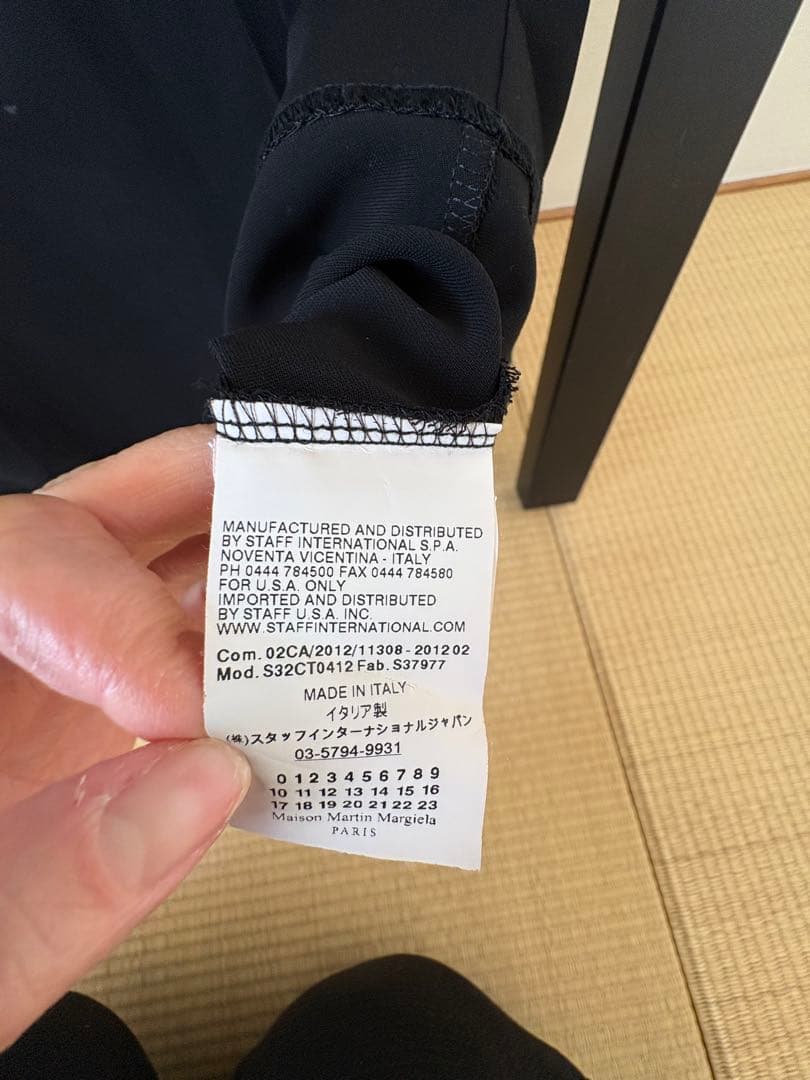 MANUFACTURED AND DISTRIBUTED
BY STAFF INTERNATIONAL S.P.A.
NOVENTA VICENTINA - ITALY
PH 0444 784500 FAX 0444 784580
FOR U.S.A. ONLY
IMPORTED AND DISTRIBUTED
BY STAFF U.S.A. INC.
WWW.STAFFINTERNATIONAL.COM
Com. 02CA/2012/11308 - 2012 02
Mod. S32CT0412 Fab. S37977
MADE IN ITALY
イタリア製
(株)スタッフインターナショナルジャパン
03-5794-9931
0 1 2 3 4 5 6 7 8 9
10 11 12 13 14 15 16
17 18 19 20 21 22 23
Maison Martin Margiela
PARIS